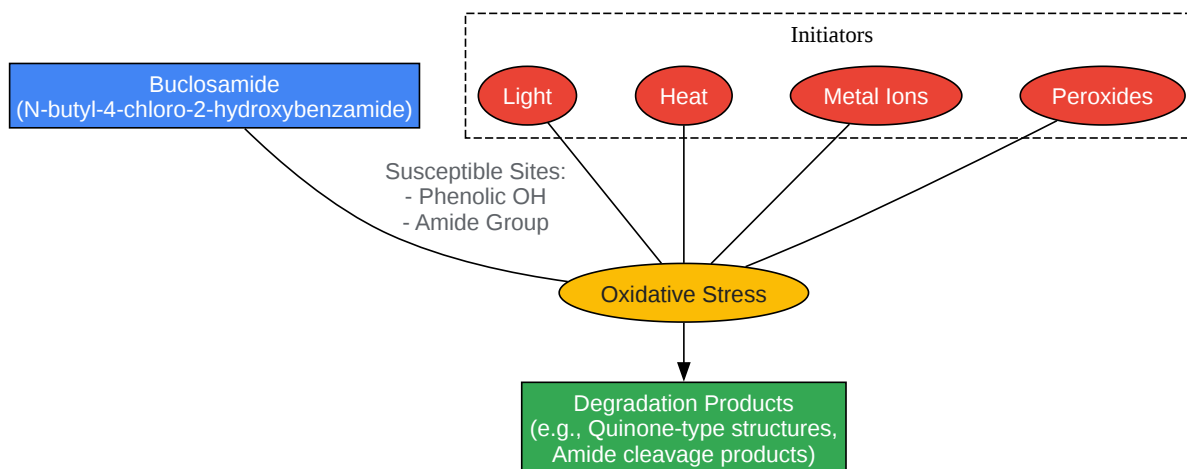 Initiators
Buclosamide
(N-butyl-4-chloro-2-hydroxybenzamide)
Light
Heat
Metal Ions
Peroxides
Susceptible Sites:
- Phenolic OH
- Amide Group
Oxidative Stress
Degradation Products
(e.g., Quinone-type structures,
Amide cleavage products)